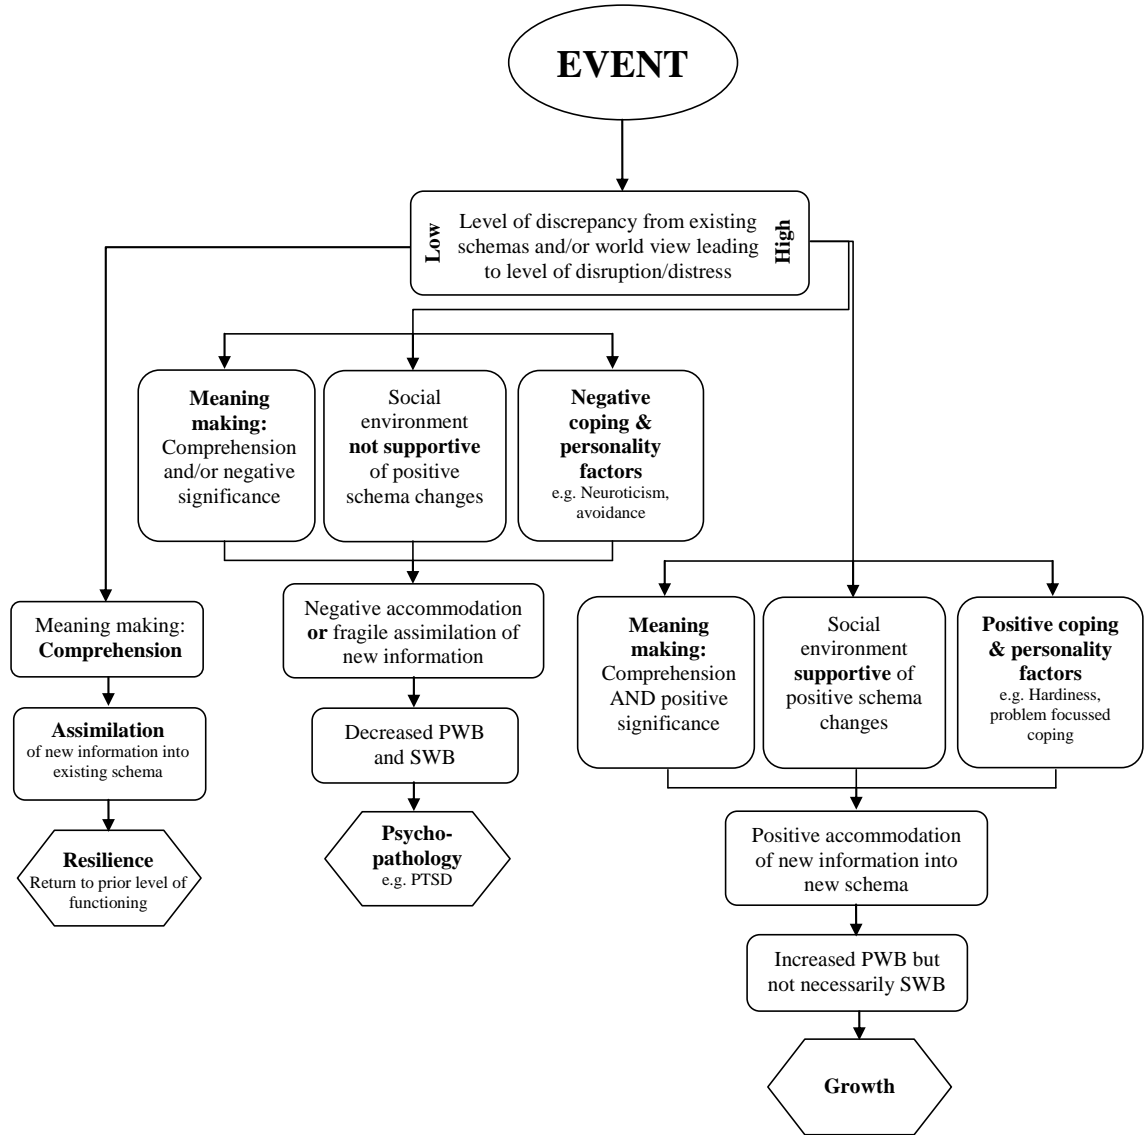 EVENT
Low
Level of discrepancy from existing
schemas and/or world view leading
to level of disruption/distress
High
Meaning
making:
Comprehension
and/or negative
significance
Social
environment
not supportive
of positive
schema changes
Negative
coping &
personality
factors
e.g. Neuroticism,
avoidance
Meaning making:
Comprehension
Assimilation
of new information into
existing schema
Resilience
Return to prior level of
functioning
Negative accommodation
or fragile assimilation of
new information
Decreased PWB
and SWB
Psycho-
pathology
e.g. PTSD
Meaning
making:
Comprehension
AND positive
significance
Social
environment
supportive of
positive schema
changes
Positive coping
& personality
factors
e.g. Hardiness,
problem focussed
coping
Positive accommodation
of new information into
new schema
Increased PWB but
not necessarily SWB
Growth